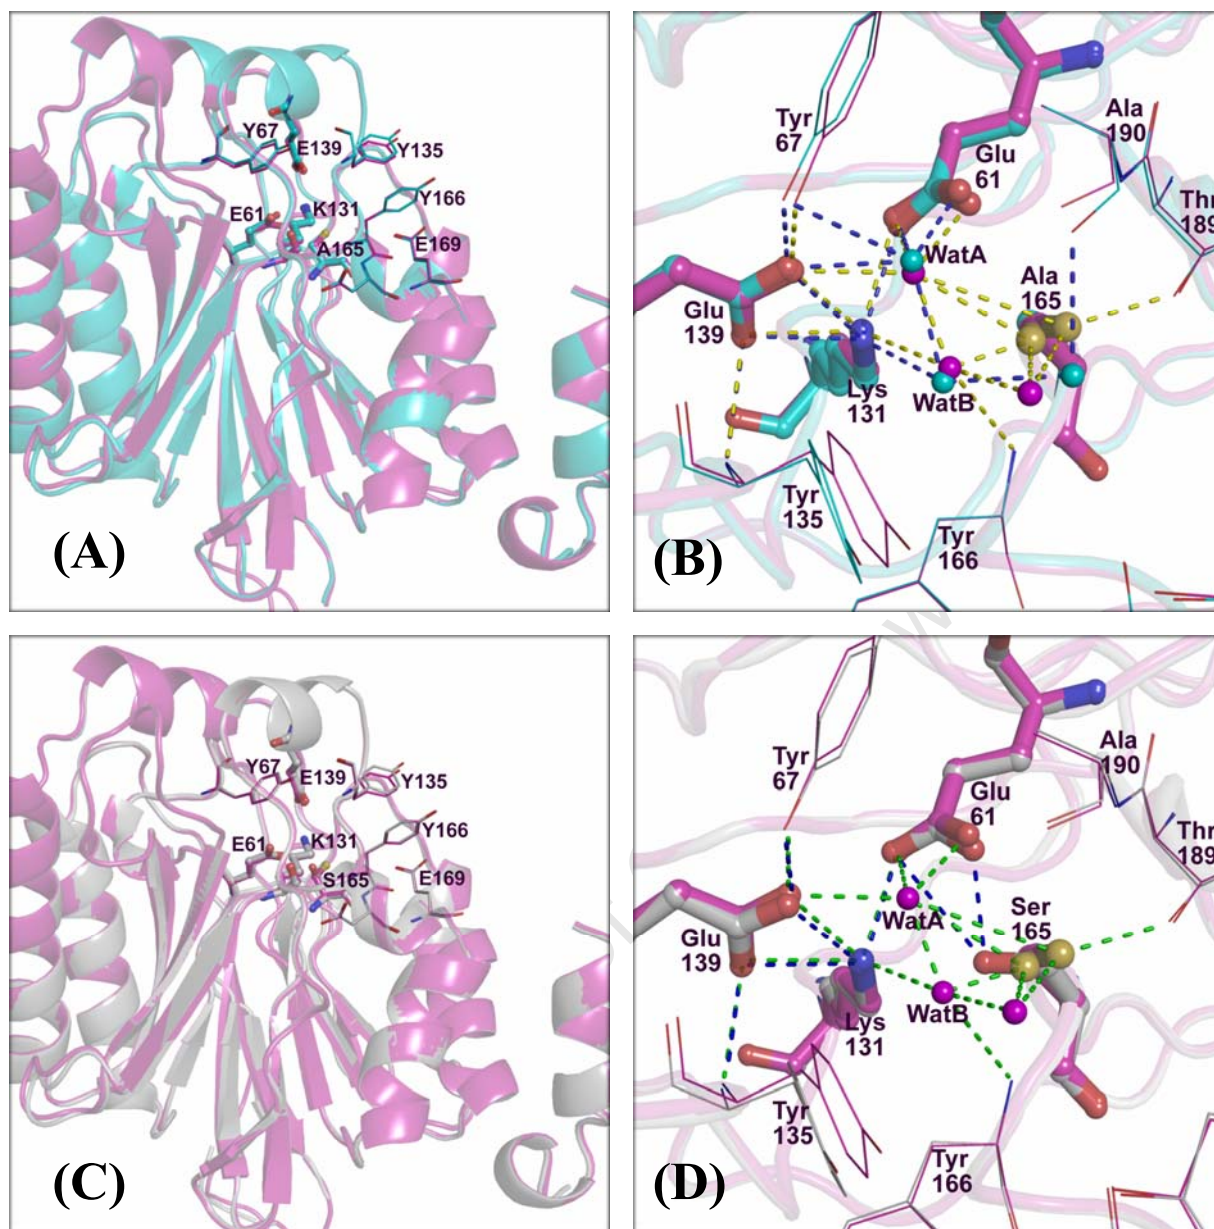 Y67
E139
Y135
Y166
E61
K131
A165
E169
(A)
Tyr
67
Glu
61
Ala
190
Thr
189
WatA
Ala
165
Glu
139
Lys
131
WatB
Tyr
135
Tyr
166
(B)
Y67
E139
Y135
Y166
E61
K131
S165
E169
(C)
Tyr
67
Glu
61
Ala
190
Thr
189
WatA
Ser
165
Glu
139
WatB
Lys
131
Tyr
135
Tyr
166
(D)